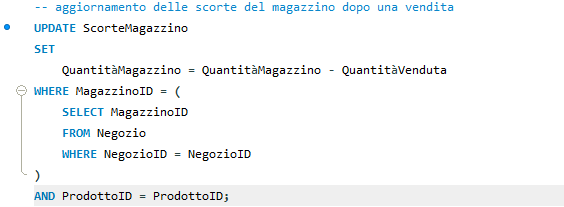 -- aggiornamento delle scorte del magazzino dopo una vendita
UPDATE ScorteMagazzino
SET
QuantitàMagazzino = QuantitàMagazzino - QuantitàVenduta
WHERE MagazzinoID = (
SELECT MagazzinoID
FROM Negozio
WHERE NegozioID = NegozioID
)
AND ProdottoID = ProdottoID;